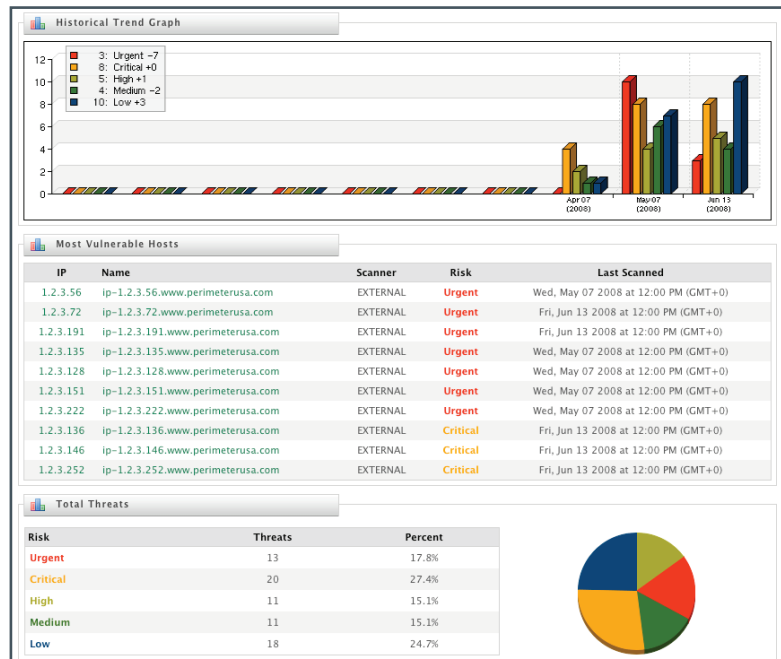 Historical Trend Graph
3: Urgent -7
8: Critical +0
5: High +1
4: Medium -2
10: Low +3
12
10
8
6
4
2
0
Apr 07 (2008)
May 07 (2008)
Jun 13 (2008)
Most Vulnerable Hosts
IP Name Scanner Risk Last Scanned
1.2.3.56 ip-1.2.3.56.www.perimeterusa.com EXTERNAL Urgent Wed, May 07 2008 at 12:00 PM (GMT+0)
1.2.3.72 ip-1.2.3.72.www.perimeterusa.com EXTERNAL Urgent Fri, Jun 13 2008 at 12:00 PM (GMT+0)
1.2.3.191 ip-1.2.3.191.www.perimeterusa.com EXTERNAL Urgent Fri, Jun 13 2008 at 12:00 PM (GMT+0)
1.2.3.135 ip-1.2.3.135.www.perimeterusa.com EXTERNAL Urgent Wed, May 07 2008 at 12:00 PM (GMT+0)
1.2.3.128 ip-1.2.3.128.www.perimeterusa.com EXTERNAL Urgent Wed, May 07 2008 at 12:00 PM (GMT+0)
1.2.3.151 ip-1.2.3.151.www.perimeterusa.com EXTERNAL Urgent Wed, May 07 2008 at 12:00 PM (GMT+0)
1.2.3.222 ip-1.2.3.222.www.perimeterusa.com EXTERNAL Urgent Wed, May 07 2008 at 12:00 PM (GMT+0)
1.2.3.136 ip-1.2.3.136.www.perimeterusa.com EXTERNAL Critical Fri, Jun 13 2008 at 12:00 PM (GMT+0)
1.2.3.146 ip-1.2.3.146.www.perimeterusa.com EXTERNAL Critical Fri, Jun 13 2008 at 12:00 PM (GMT+0)
1.2.3.252 ip-1.2.3.252.www.perimeterusa.com EXTERNAL Critical Fri, Jun 13 2008 at 12:00 PM (GMT+0)
Total Threats
Risk Threats Percent
Urgent 13 17.8%
Critical 20 27.4%
High 11 15.1%
Medium 11 15.1%
Low 18 24.7%